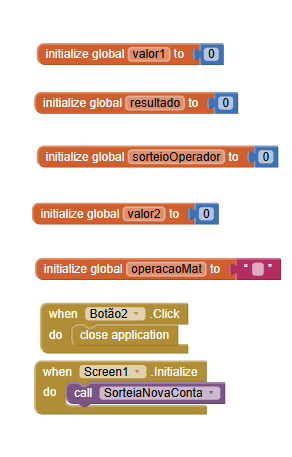 initialize global valor1 to 0
initialize global resultado to 0
initialize global sorteioOperador to 0
initialize global valor2 to 0
initialize global operacaoMat to “ ”
when Botão2 .Click
do close application
when Screen1 .Initialize
do call SorteiaNovaConta